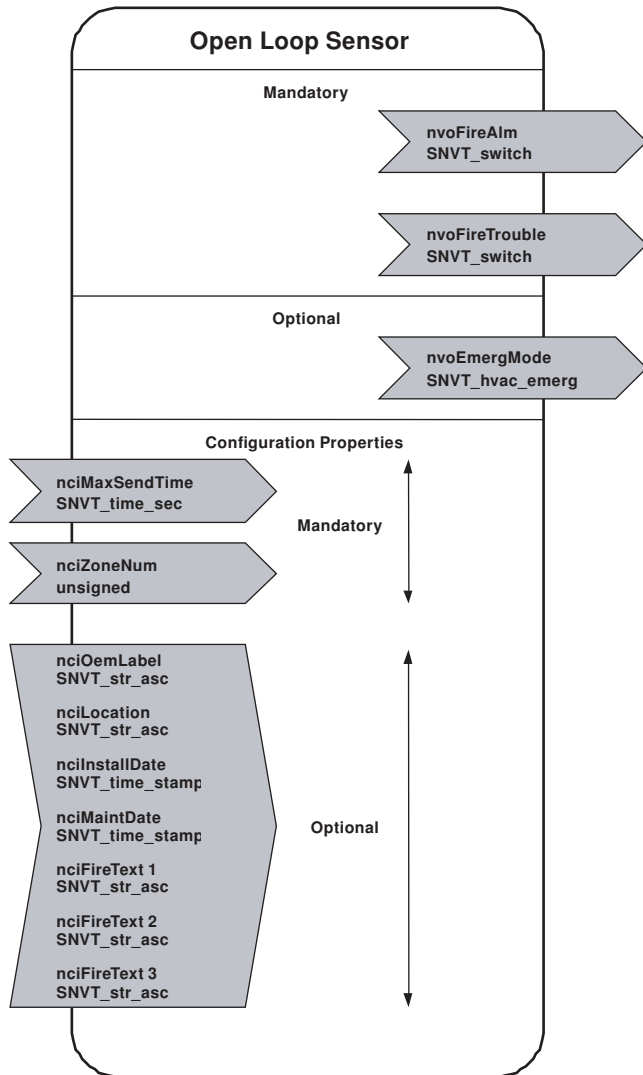 Open Loop Sensor
Mandatory
nvoFireAlm
SNVT_switch
nvoFireTrouble
SNVT_switch
Optional
nvoEmergMode
SNVT_hvac_emerg
Configuration Properties
nciMaxSendTime
SNVT_time_sec
Mandatory
nciZoneNum
unsigned
nciOemLabel
SNVT_str_asc
nciLocation
SNVT_str_asc
nciInstallDate
SNVT_time_stamp
nciMaintDate
SNVT_time_stamp
Optional
nciFireText 1
SNVT_str_asc
nciFireText 2
SNVT_str_asc
nciFireText 3
SNVT_str_asc